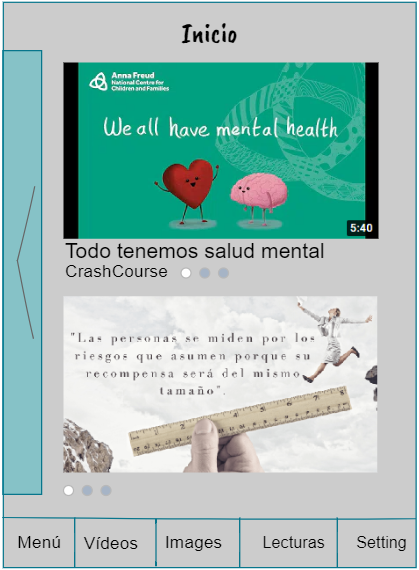 Inicio
Anna Freud
National Centre for
Children and Families
We all have mental health
5:40
Todo tenemos salud mental
CrashCourse
"Las personas se miden por los
riesgos que asumen porque su
recompensa será del mismo
tamaño".
Menú
Vídeos
Images
Lecturas
Setting